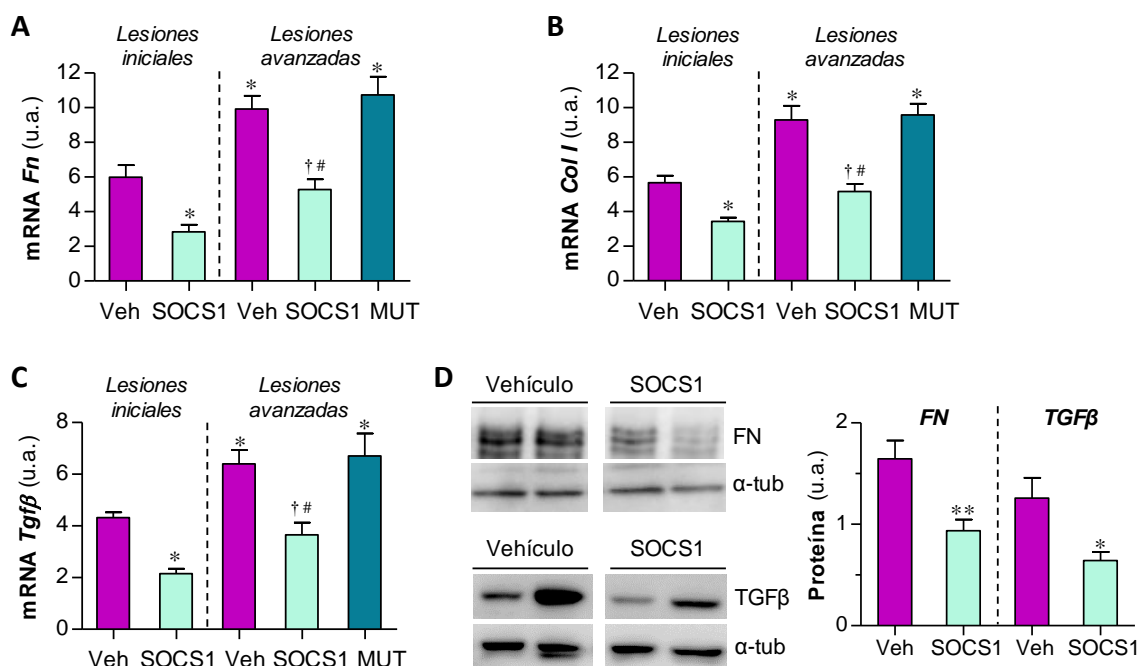 A
Lesiones
iniciales
Lesiones
avanzadas
mRNA Fn (u.a.)
12
10
8
6
4
2
0
*
*
† #
*
Veh SOCS1 Veh SOCS1 MUT
B
Lesiones
iniciales
Lesiones
avanzadas
mRNA Col I (u.a.)
12
10
8
6
4
2
0
*
*
† #
*
Veh SOCS1 Veh SOCS1 MUT
C
Lesiones
iniciales
Lesiones
avanzadas
mRNA Tgfβ (u.a.)
8
6
4
2
0
*
*
† #
*
Veh SOCS1 Veh SOCS1 MUT
D
Vehículo SOCS1
FN
α-tub
Vehículo SOCS1
TGFβ
α-tub
FN TGFβ
Proteína (u.a.)
2
1
0
**
*
Veh SOCS1 Veh SOCS1